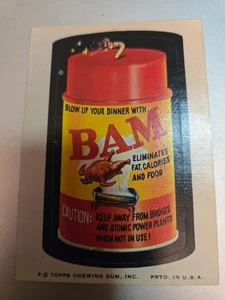 BLOW UP YOUR DINNER WITH
BAM
ELIMINATES
FAT, CALORIES
AND FOOD
CAUTION: KEEP AWAY FROM BRIDGES
AND ATOMIC POWER PLANTS
WHEN NOT IN USE!
© TOPPS CHEWING GUM, INC. PRTD. IN U.S.A.